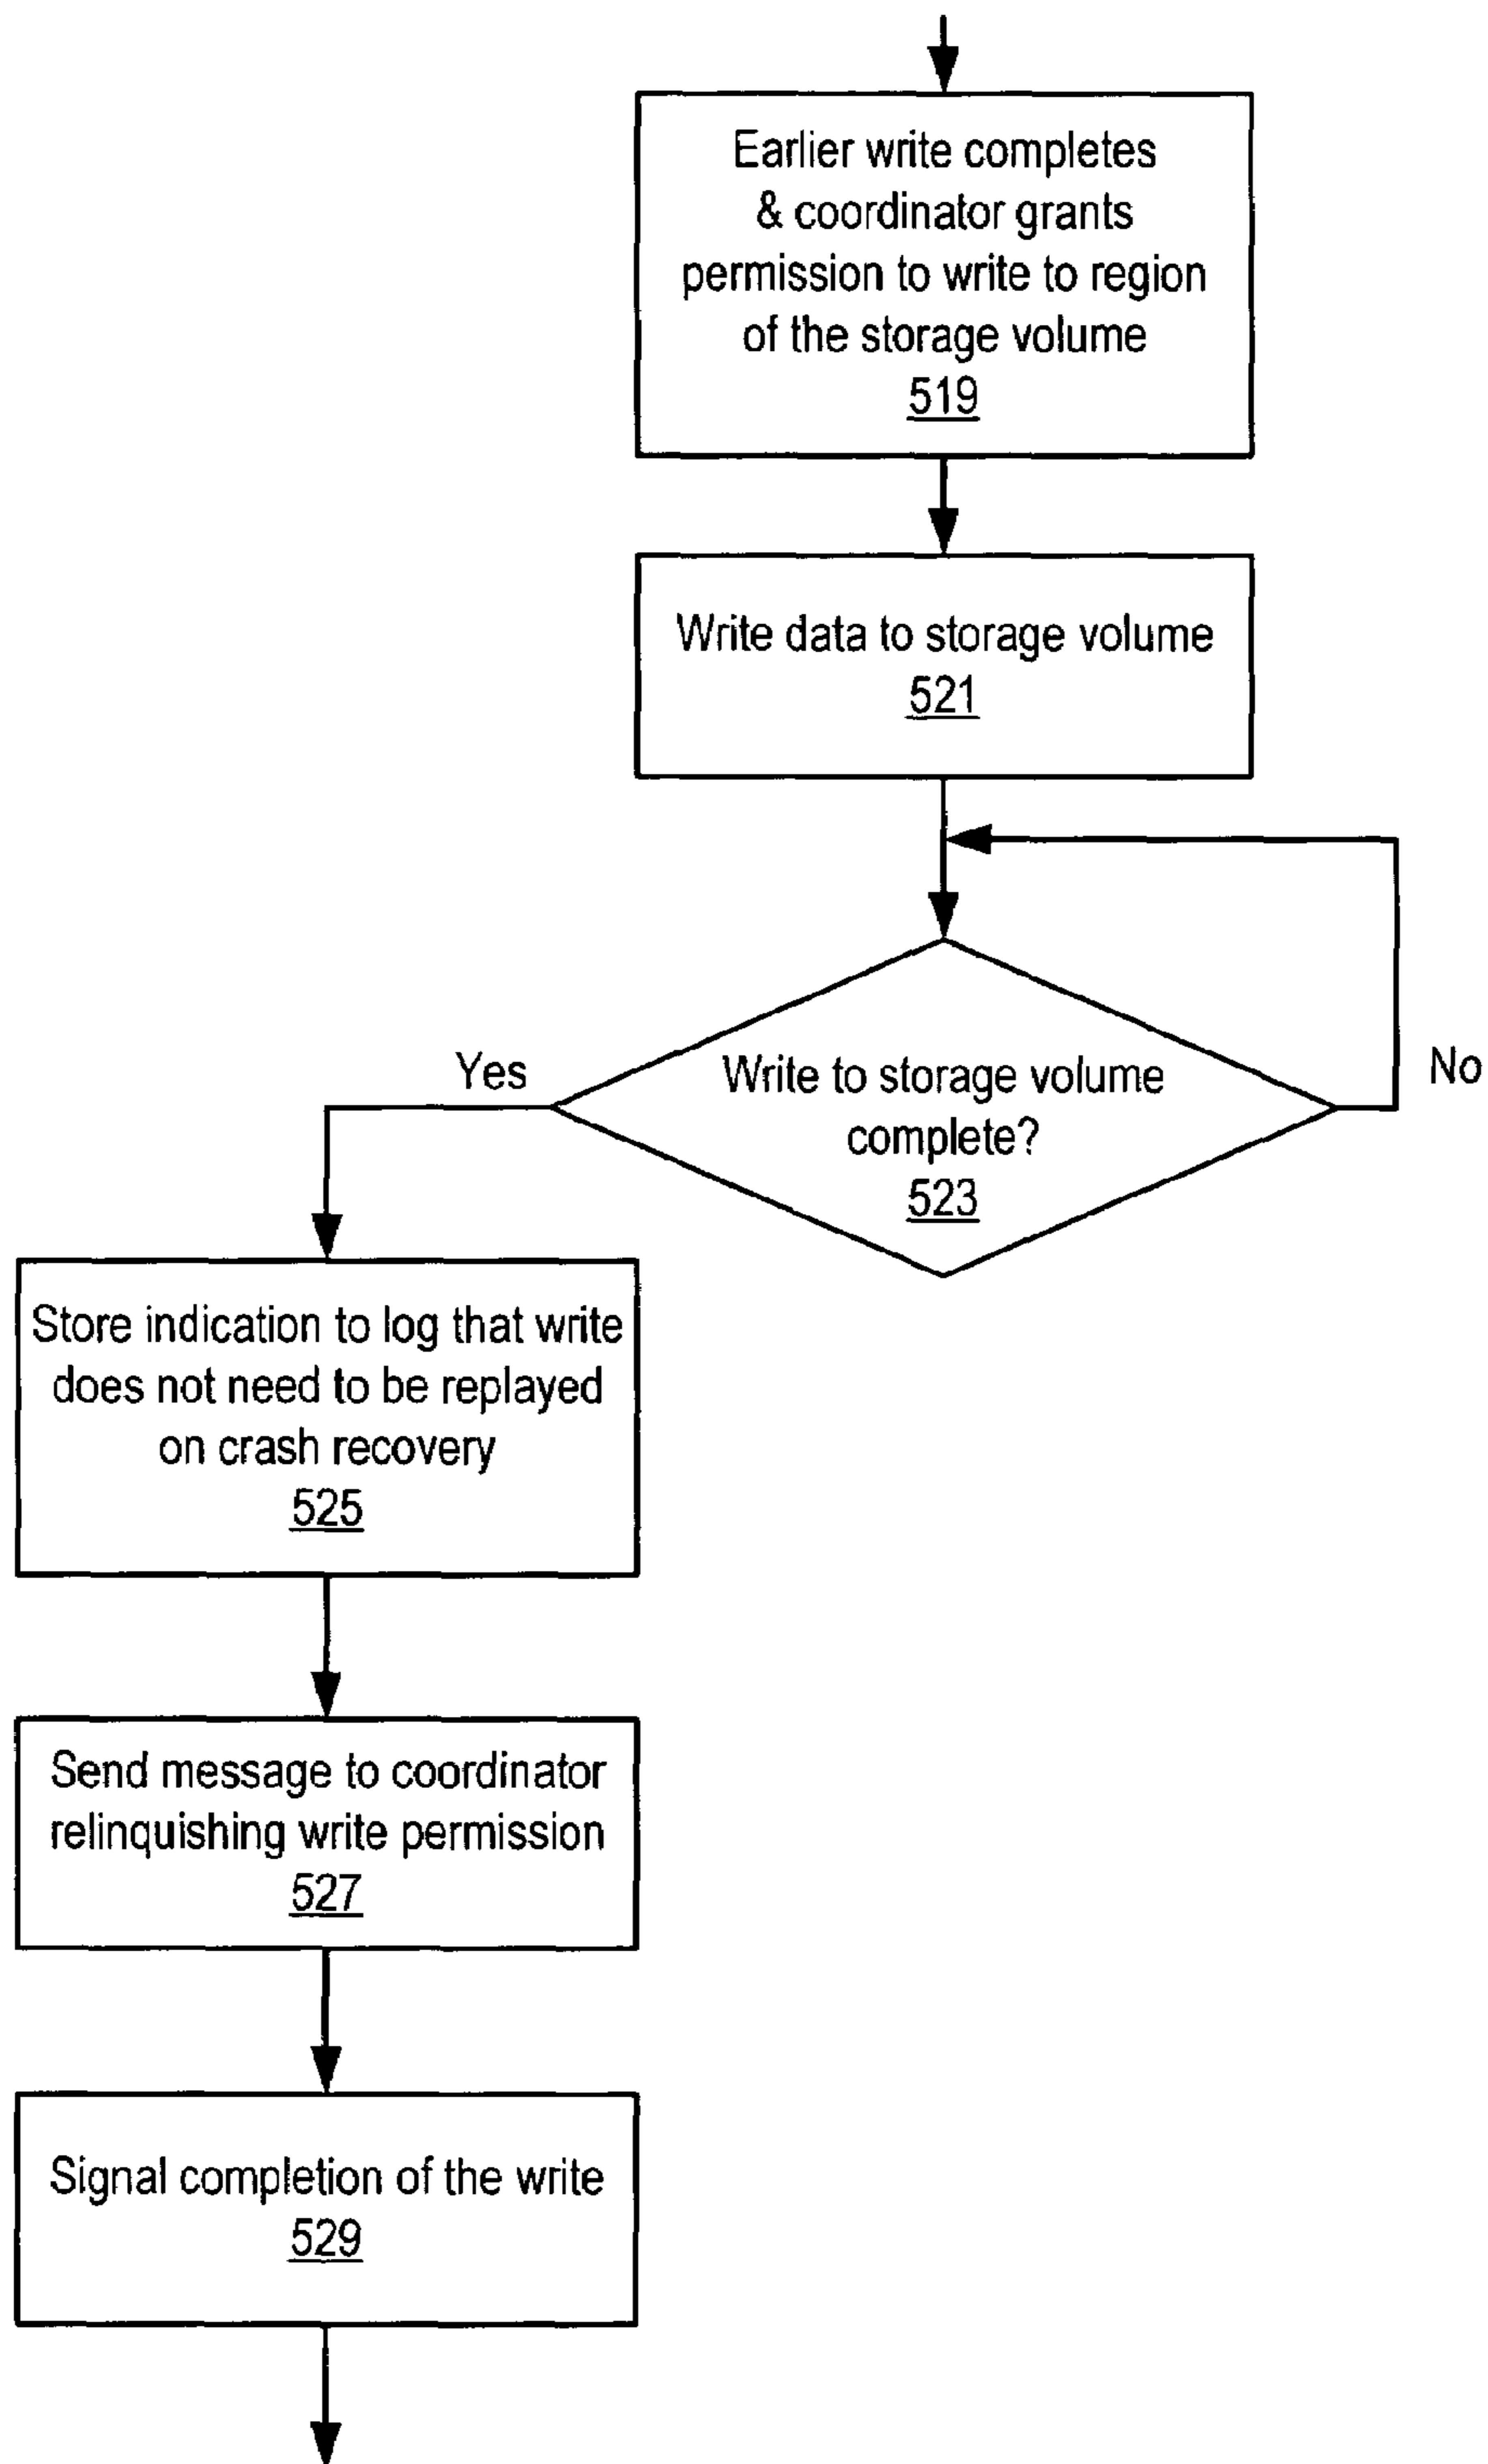 Earlier write completes
& coordinator grants
permission to write to region
of the storage volume
519
Write data to storage volume
521
Yes
No
Write to storage volume
complete?
523
Store indication to log that write
does not need to be replayed
on crash recovery
525
Send message to coordinator
relinquishing write permission
527
Signal completion of the write
529